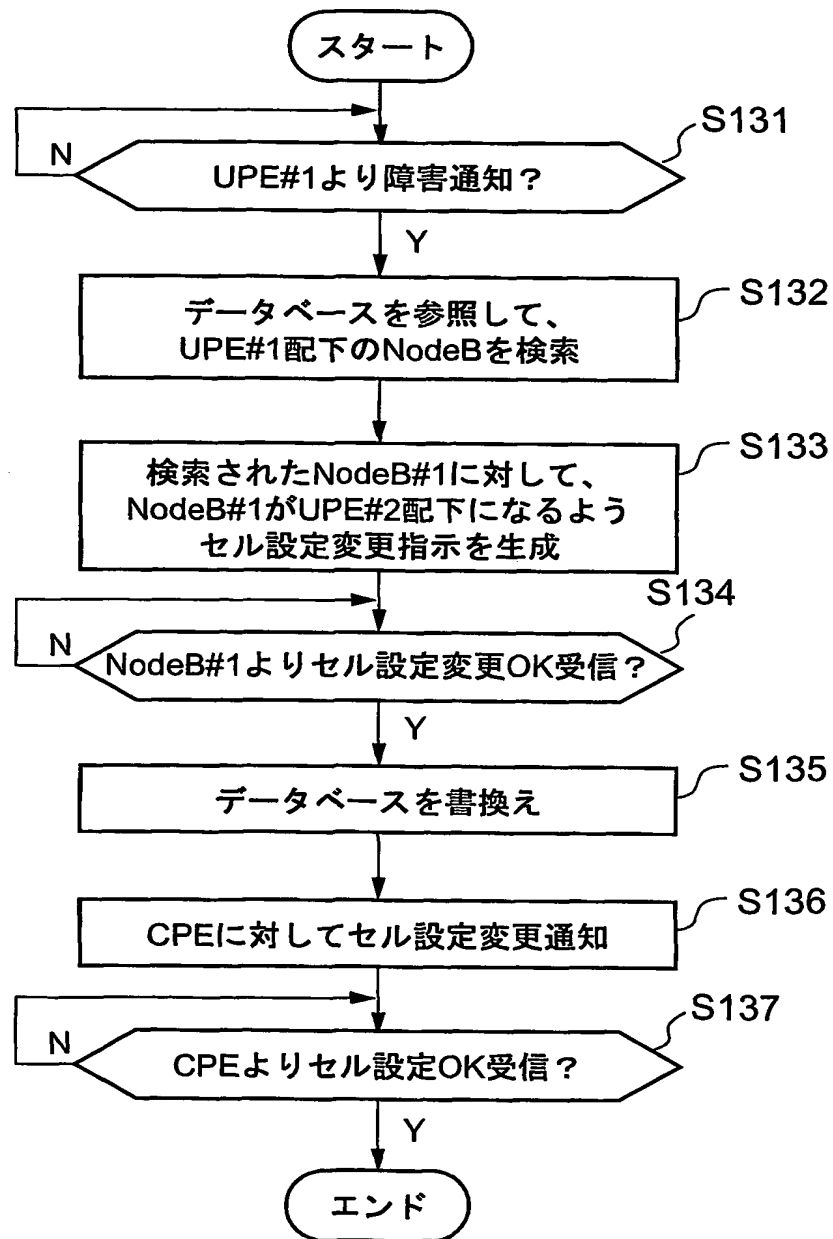 スタート
S131
N
UPE#1より障害通知？
Y
S132
データベースを参照して、
UPE#1配下のNodeBを検索
S133
検索されたNodeB#1に対して、
NodeB#1がUPE#2配下になるよう
セル設定変更指示を生成
S134
N
NodeB#1よりセル設定変更OK受信？
Y
S135
データベースを書換え
S136
CPEに対してセル設定変更通知
S137
N
CPEよりセル設定OK受信？
Y
エンド